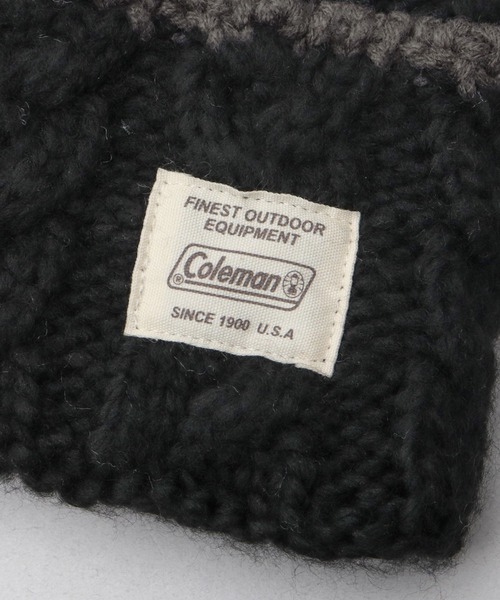 FINEST OUTDOOR
EQUIPMENT
® Coleman
SINCE 1900 U.S.A